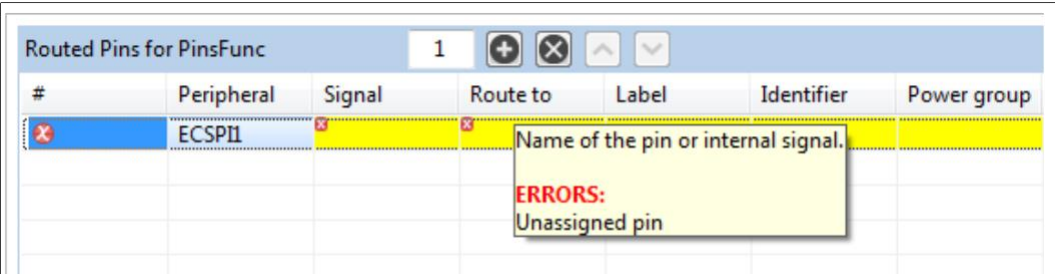 Routed Pins for PinsFunc 1
# Peripheral Signal Route to Label Identifier Power group
ECSPI1
Name of the pin or internal signal.
ERRORS:
Unassigned pin